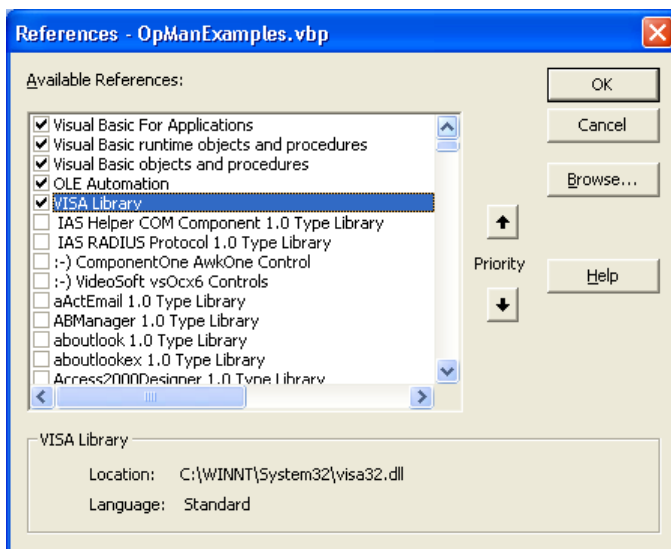 References - OpManExamples.vbp
Available References:
OK
Cancel
Browse...
Priority
Help
Visual Basic For Applications
Visual Basic runtime objects and procedures
Visual Basic objects and procedures
OLE Automation
VISA Library
IAS Helper COM Component 1.0 Type Library
IAS RADIUS Protocol 1.0 Type Library
:-) ComponentOne AwkOne Control
:-) VideoSoft vsOcx6 Controls
aActEmail 1.0 Type Library
ABManager 1.0 Type Library
aboutlook 1.0 Type Library
aboutlookex 1.0 Type Library
Access2000Designer 1.0 Type Library
VISA Library
Location: C:\WINNT\System32\visa32.dll
Language: Standard